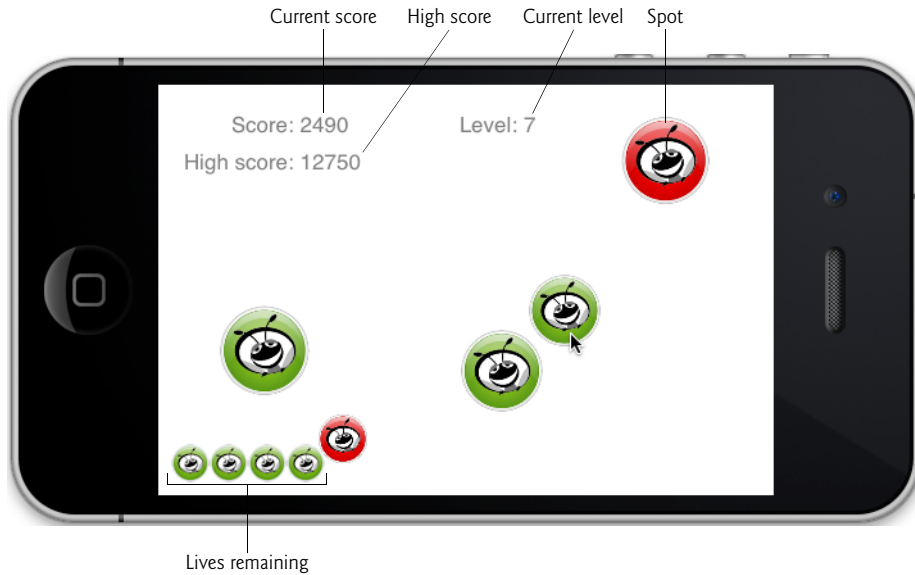 Current score High score Current level Spot
Score: 2490 Level: 7
High score: 12750
Lives remaining